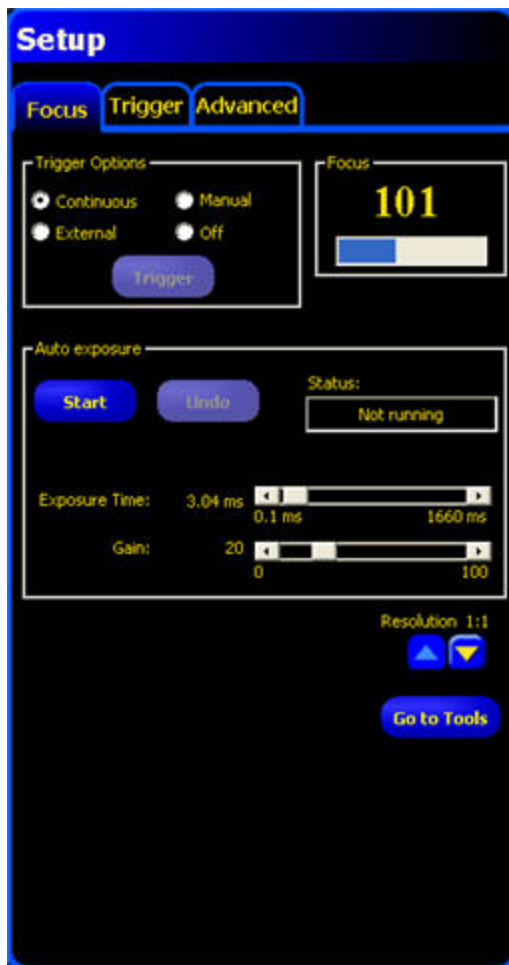 Setup
Focus Trigger Advanced
Trigger Options
Continuous Manual
External Off
Trigger
Focus
101
Auto exposure
Start Undo
Status:
Not running
Exposure Time: 3.04 ms
0.1 ms 1660 ms
Gain: 20
0 100
Resolution 1:1
Go to Tools